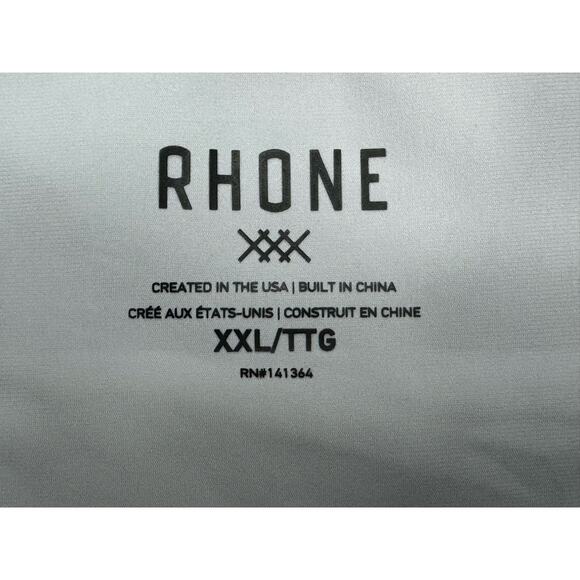 RHONE
CREATED IN THE USA | BUILT IN CHINA
CRÉÉ AUX ÉTATS-UNIS | CONSTRUIT EN CHINE
XXL/TTG
RN#141364